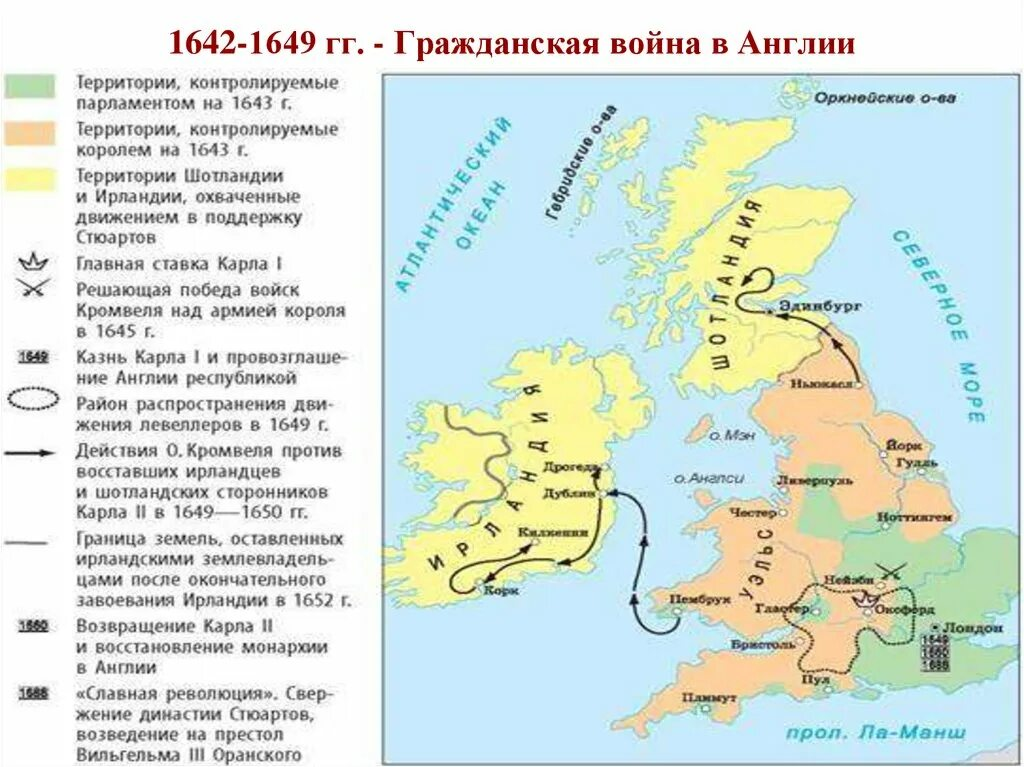 1642-1649 гг. - Гражданская война в Англии
Территории, контролируемые
парламентом на 1643 г.
Территории, контролируемые
королем на 1643 г.
Территории Шотландии
и Ирландии, охваченные
движением в поддержку
Стюартов
Главная ставка Карла I
Решающая победа войск
Кромвеля над армией короля
в 1645 г.
1649
Казнь Карла I и провозглаше-
ние Англии республикой
Район распространения дви-
жения левеллеров в 1649 г.
Действия О. Кромвеля против
восставших ирландцев
и шотландских сторонников
Карла II в 1649—1650 гг.
Граница земель, оставленных
ирландскими землевладель-
цами после окончательного
завоевания Ирландии в 1652 г.
1660
Возвращение Карла II
и восстановление монархии
в Англии
1688
«Славная революция». Свер-
жение династии Стюартов,
возведение на престол
Вильгельма III Оранского
Оркнейские о-ва
Гебридские о-ва
АТЛАНТИЧЕСКИЙ
ОКЕАН
СЕВЕРНОЕ МОРЕ
ШОТЛАНДИЯ
Эдинбург
Ньюкасл
ИРЛАНДИЯ
о.Мэн
Йорк
Гулль
Дрогеда
о.Англси
Ливерпуль
Дублин
Честер
Ноттингем
Килкенни
УЭЛЬС
Нейзби
Корк
Пембрук
Гластер
Оксфорд
Лондон
1649
1660
1688
Бристоль
Пул
Плимут
прол. Ла-Манш